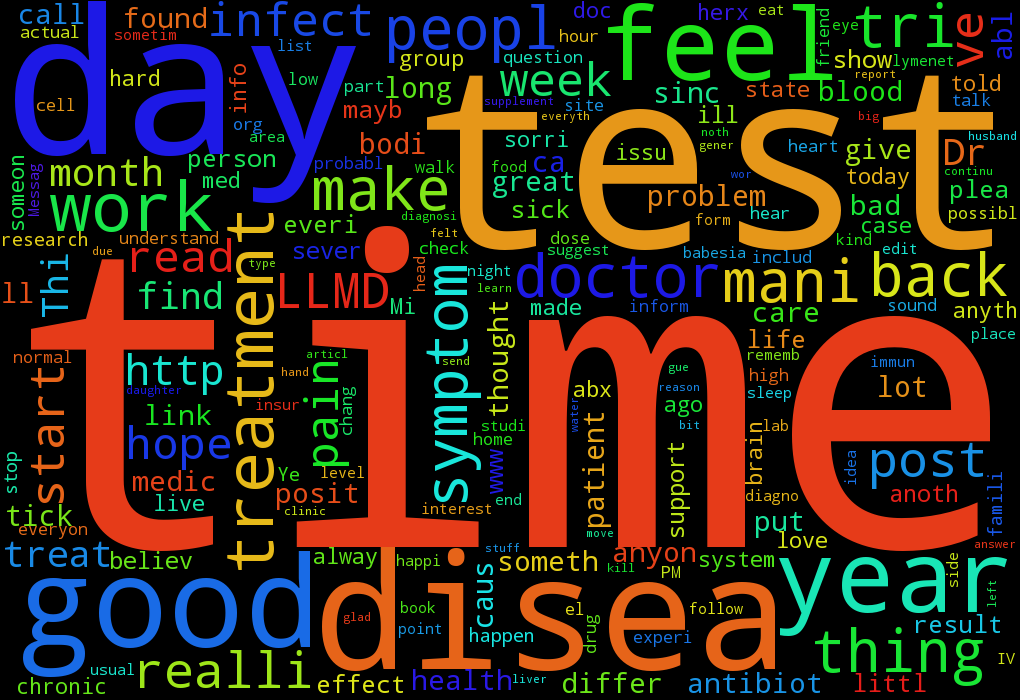 call
found
infect
peopl
doc
herx
eat
feel
trie
ve
abl
actual
sometim
day
list
hour
friend
eye
show
lymenet
hard
info
low
group
question
week
part
long
test
sinc
state
blood
report
told
talk
cell
org
area
mayb
supplement
site
everyth
ill
big
husband
someon
Messag
month
person
med
probabl
bodi
sorri
noth
gener
issu
heart
give
Dr
make
walk
food
ca
great
problem
wor
today
continu
plea
work
everi
diagnosi
sick
form
hear
bad
case
possibl
research
understand
due
treatment
sever
felt
check
dose
suggest
babesia
includ
kind
edit
read
type
head
symptom
night
learn
doctor
mani
back
ll
Thi
find
LLMD
Mi
made
inform
care
sound
anyth
time
thought
life
place
normal
http
articl
send
gue
rememb
immun
start
daughter
hand
pain
chang
abx
reason
high
sleep
lot
link
insur
ago
water
bit
hope
studi
home
patient
support
brain
lab
idea
post
stop
medic
Ye
level
www
posit
live
clinic
end
interest
diagno
anoth
famili
tick
everyon
move
put
love
answer
treat
believ
alway
happi
stuff
someth
kill
anyon
system
PM
side
year
left
good
disea
glad
book
point
caus
happen
el
drug
experi
follow
result
thing
IV
usual
realli
chronic
effect
health
liver
differ
antibiot
littl